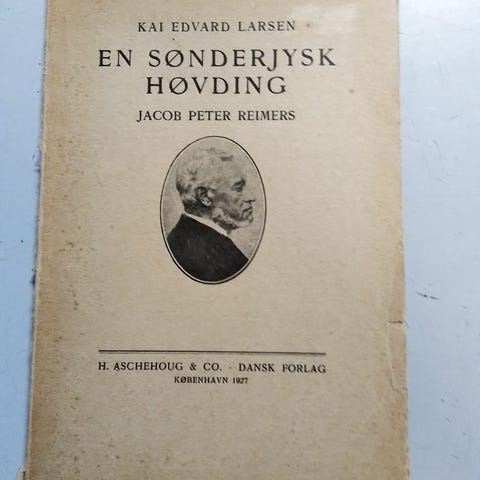 KAI EDVARD LARSEN
EN SØNDERJYSK
HØVDING
JACOB PETER REIMERS
H. ASCHEHOUG & CO. · DANSK FORLAG
KØBENHAVN 1927